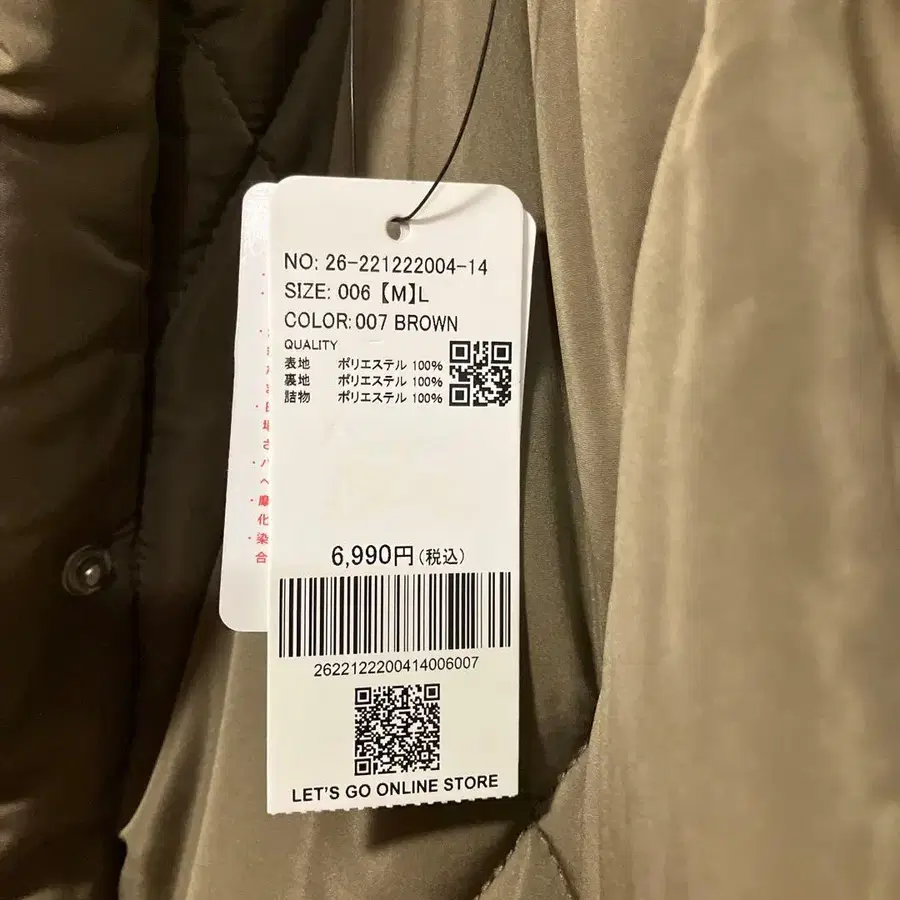 NO: 26-221222004-14
SIZE: 006【M】L
COLOR: 007 BROWN
QUALITY
表地 ポリエステル 100%
裏地 ポリエステル 100%
詰物 ポリエステル 100%
6,990円(税込)
2622122200414006007
LET'S GO ONLINE STORE